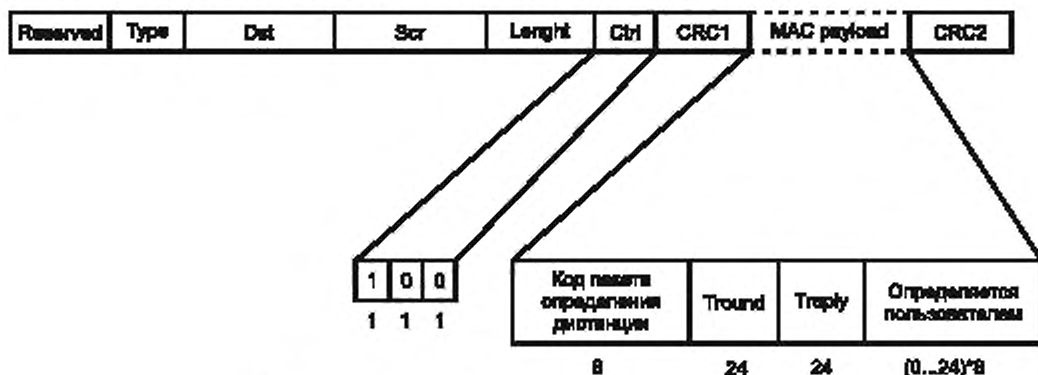 Reserved Type Dst Scr Lenght Ctrl CRC1 MAC payload CRC2
1 0 0
1 1 1
Код пакета определения дистанции
Tround
Treply
Определяется пользователем
8 24 24 (0...24)*8